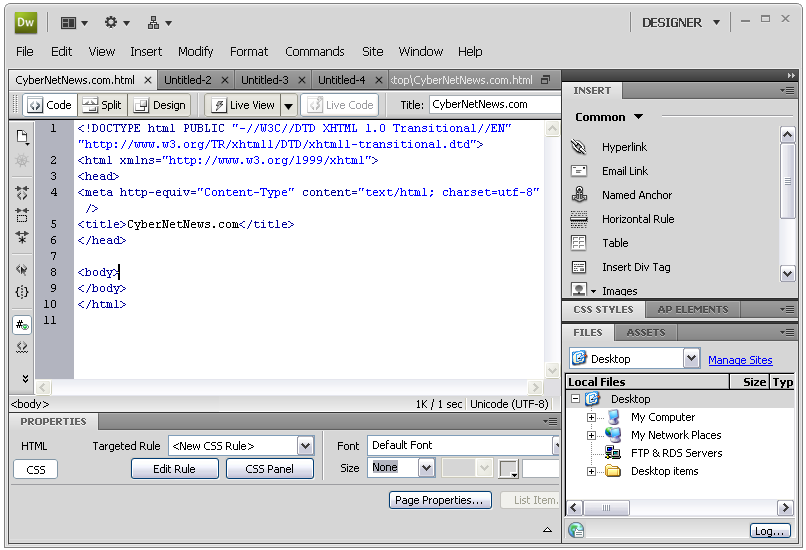 Dw DESIGNER
File Edit View Insert Modify Format Commands Site Window Help
CyberNetNews.com.html Untitled-2 Untitled-3 Untitled-4 ktop\CyberNetNews.com.html
Code Split Design Live View Live Code Title: CyberNetNews.com
1 <!DOCTYPE html PUBLIC "-//W3C//DTD XHTML 1.0 Transitional//EN"
"http://www.w3.org/TR/xhtml1/DTD/xhtml1-transitional.dtd">
2 <html xmlns="http://www.w3.org/1999/xhtml">
3 <head>
4 <meta http-equiv="Content-Type" content="text/html; charset=utf-8"
/>
5 <title>CyberNetNews.com</title>
6 </head>
7
8 <body>
9 </body>
10 </html>
11
<body> 1K / 1 sec Unicode (UTF-8)
PROPERTIES
HTML Targeted Rule <New CSS Rule> Font Default Font
CSS Edit Rule CSS Panel Size None
Page Properties... List Item.
INSERT
Common
Hyperlink
Email Link
Named Anchor
Horizontal Rule
Table
Insert Div Tag
Images
CSS STYLES AP ELEMENTS
FILES ASSETS
Desktop Manage Sites
Local Files Size Typ
Desktop
My Computer
My Network Places
FTP & RDS Servers
Desktop items
Log...